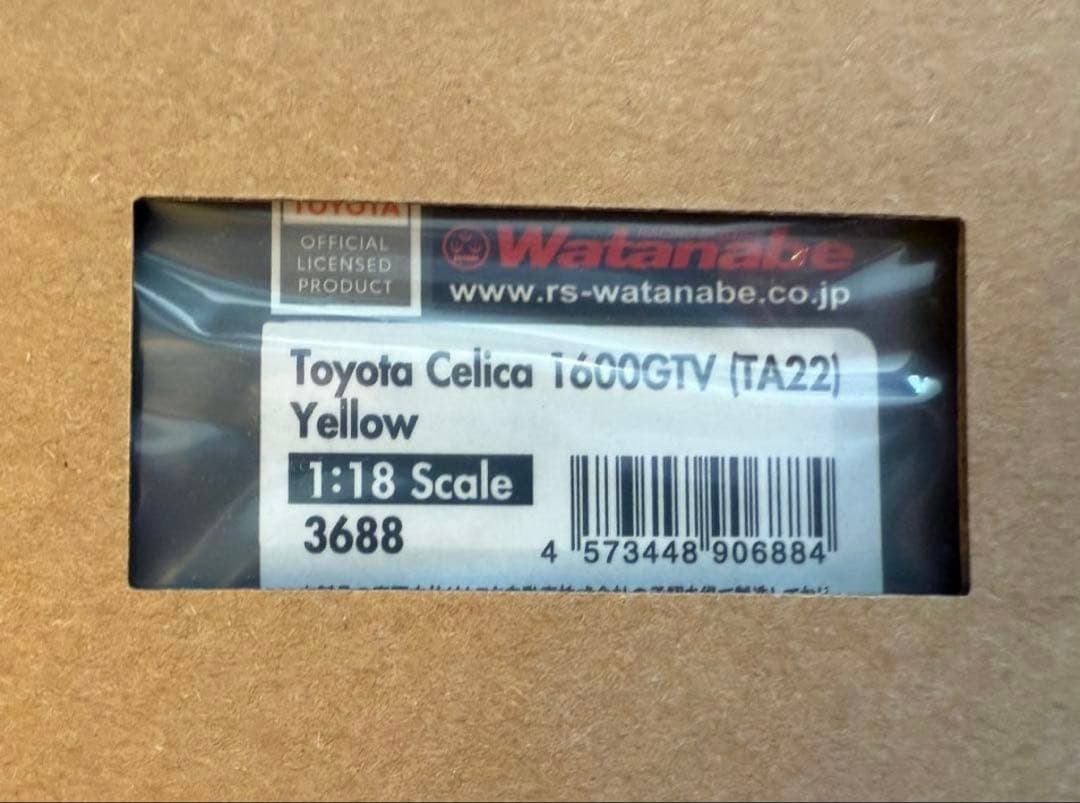 TOYOTA
OFFICIAL
LICENSED
PRODUCT
Watanabe
www.rs-watanabe.co.jp
Toyota Celica 1600GTV (TA22)
Yellow
1:18 Scale
3688
4 573448 906884